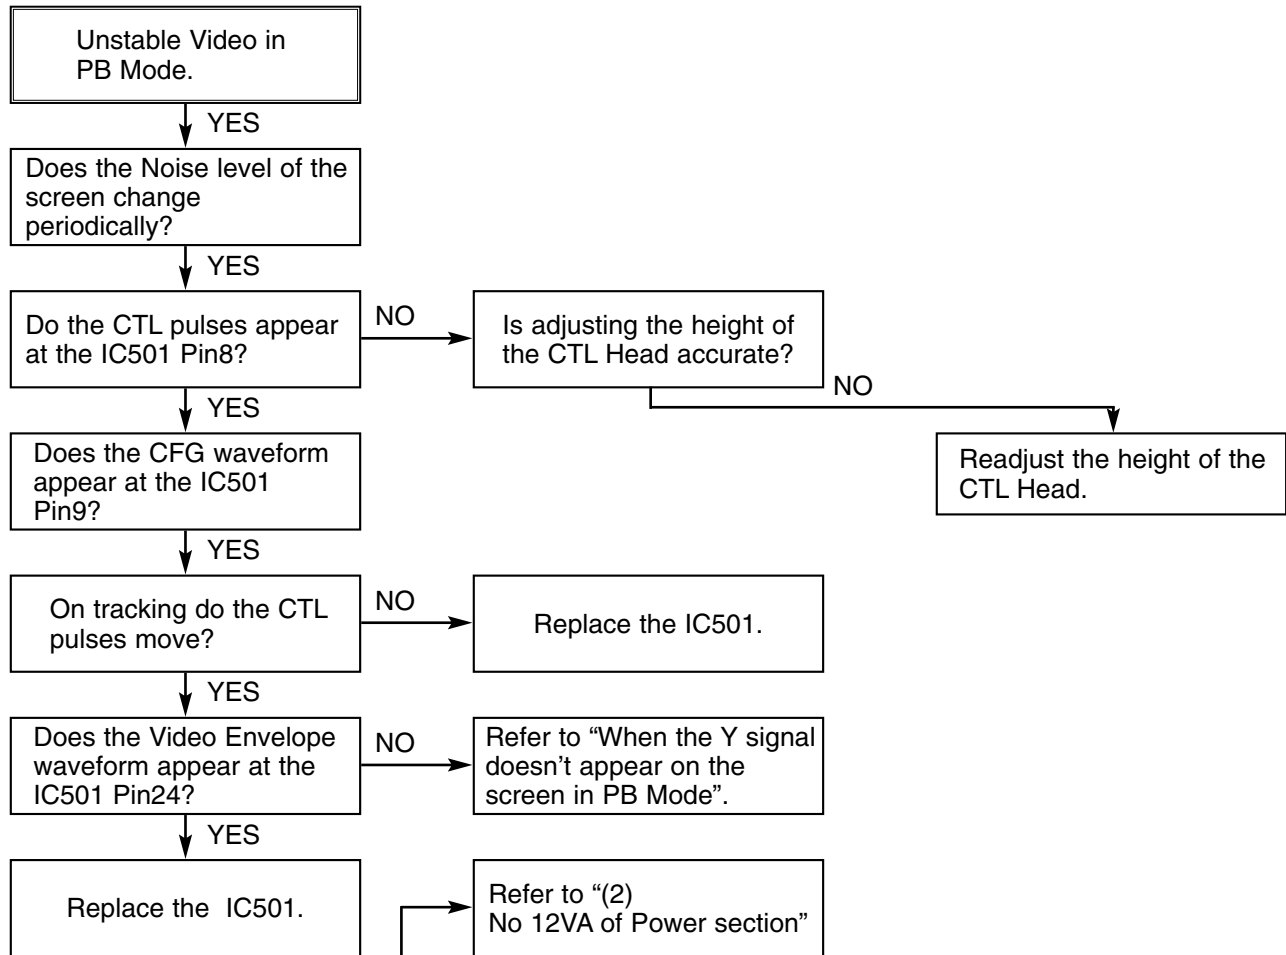 Unstable Video in
PB Mode.
YES
Does the Noise level of the
screen change
periodically?
YES
Do the CTL pulses appear
at the IC501 Pin8?
NO
Is adjusting the height of
the CTL Head accurate?
NO
Readjust the height of the
CTL Head.
YES
Does the CFG waveform
appear at the IC501
Pin9?
YES
On tracking do the CTL
pulses move?
NO
Replace the IC501.
YES
Does the Video Envelope
waveform appear at the
IC501 Pin24?
NO
Refer to “When the Y signal
doesn’t appear on the
screen in PB Mode”.
YES
Replace the  IC501.
Refer to “(2)
No 12VA of Power section”